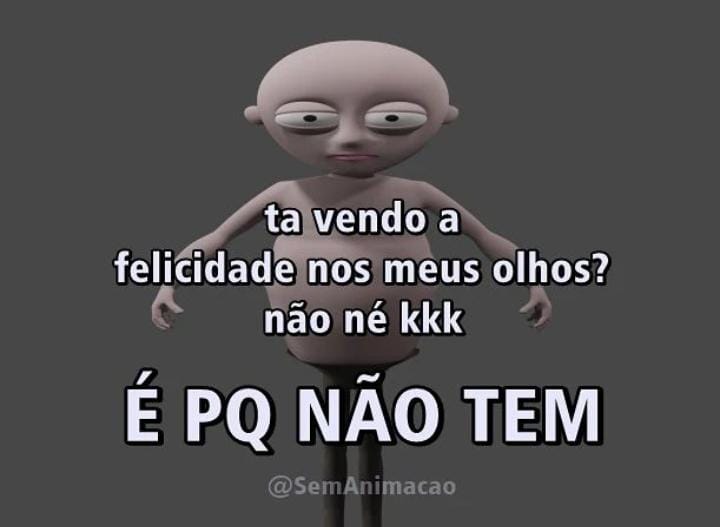 ta vendo a
felicidade nos meus olhos?
não né kkk
É PQ NÃO TEM
@SemAnimacao